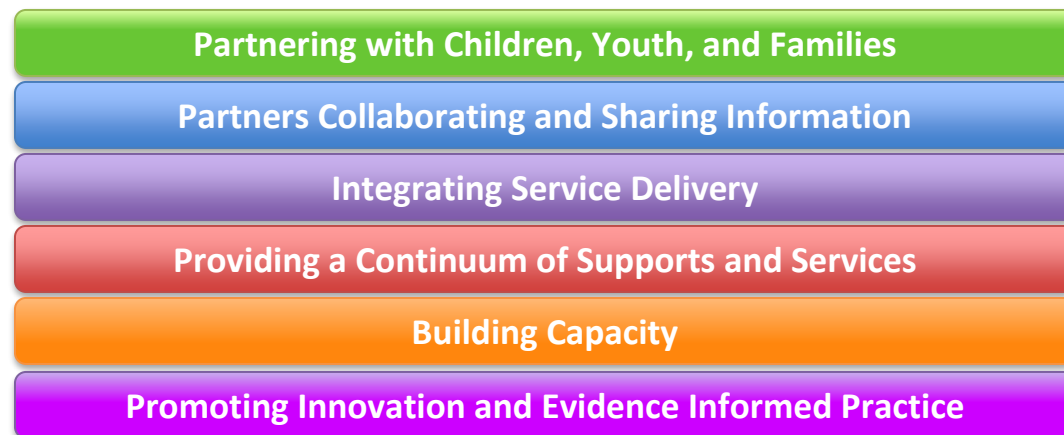 Partnering with Children, Youth, and Families
Partners Collaborating and Sharing Information
Integrating Service Delivery
Providing a Continuum of Supports and Services
Building Capacity
Promoting Innovation and Evidence Informed Practice